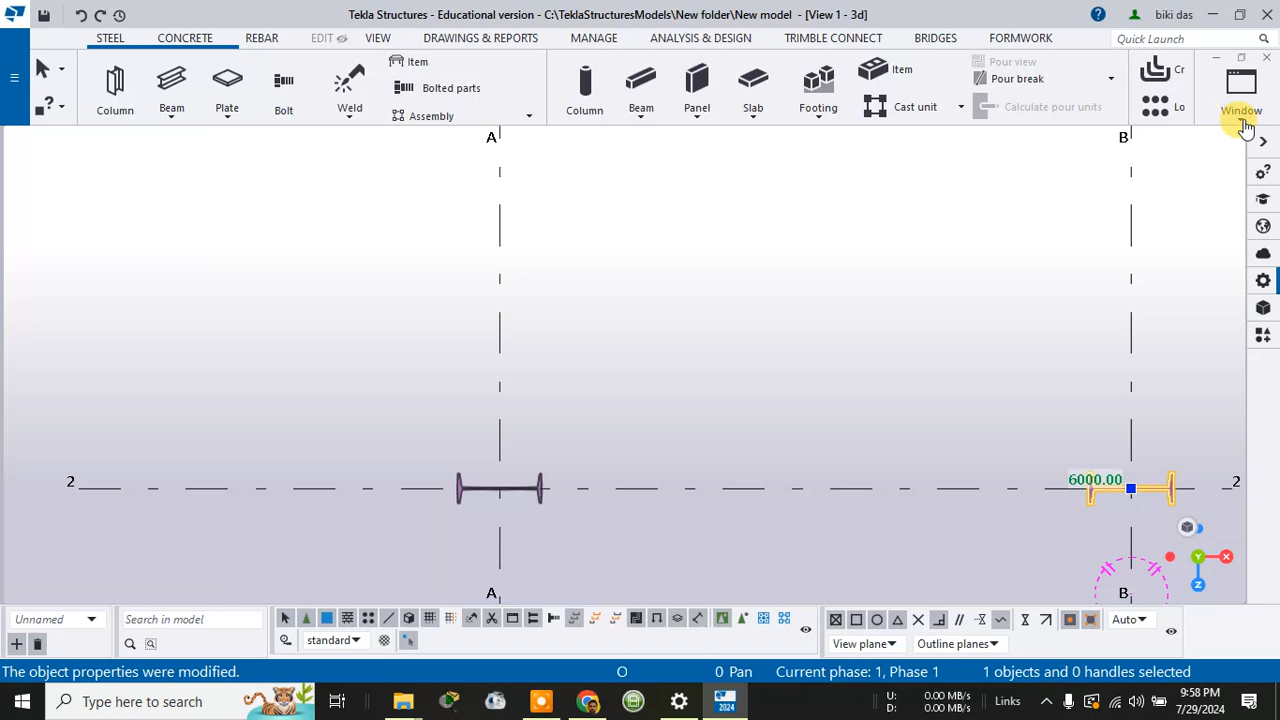 Tekla Structures - Educational version - C:\TeklaStructuresModels\New folder\New model - [View 1 - 3d]
biki das
STEEL CONCRETE REBAR EDIT VIEW DRAWINGS & REPORTS MANAGE ANALYSIS & DESIGN TRIMBLE CONNECT BRIDGES FORMWORK Quick Launch
Column Beam Plate Bolt Weld
Item
Bolted parts
Assembly
Column Beam Panel Slab Footing
Item
Cast unit
Pour view
Pour break
Calculate pour units
Cr
Lo
Window
A B
2 6000.00 2
A B
Y X
Z
Unnamed
Search in model
standard
Auto
View plane
Outline planes
The object properties were modified. O 0 Pan Current phase: 1, Phase 1 1 objects and 0 handles selected
Type here to search
2024
U: 0.00 MB/s
D: 0.00 MB/s
Links
9:58 PM
7/29/2024